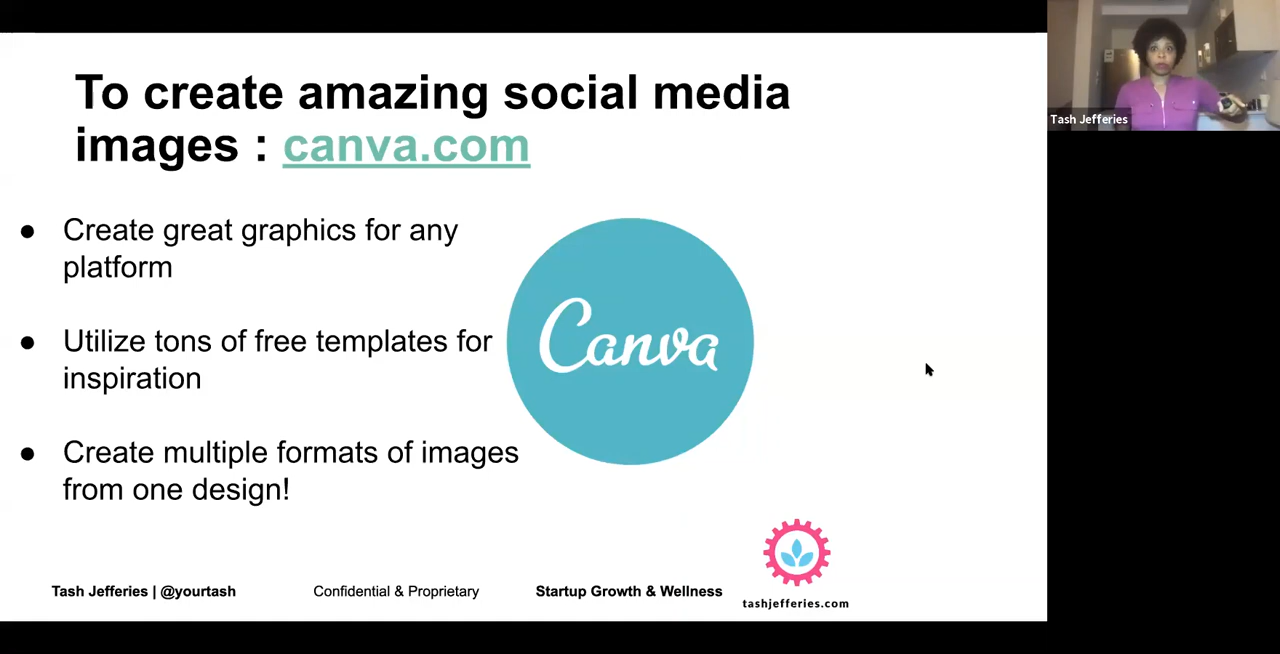 To create amazing social media
images : canva.com
● Create great graphics for any
platform
● Utilize tons of free templates for
inspiration
● Create multiple formats of images
from one design!
Canva
Tash Jefferies | @yourtash
Confidential & Proprietary
Startup Growth & Wellness
tashjefferies.com
Tash Jefferies